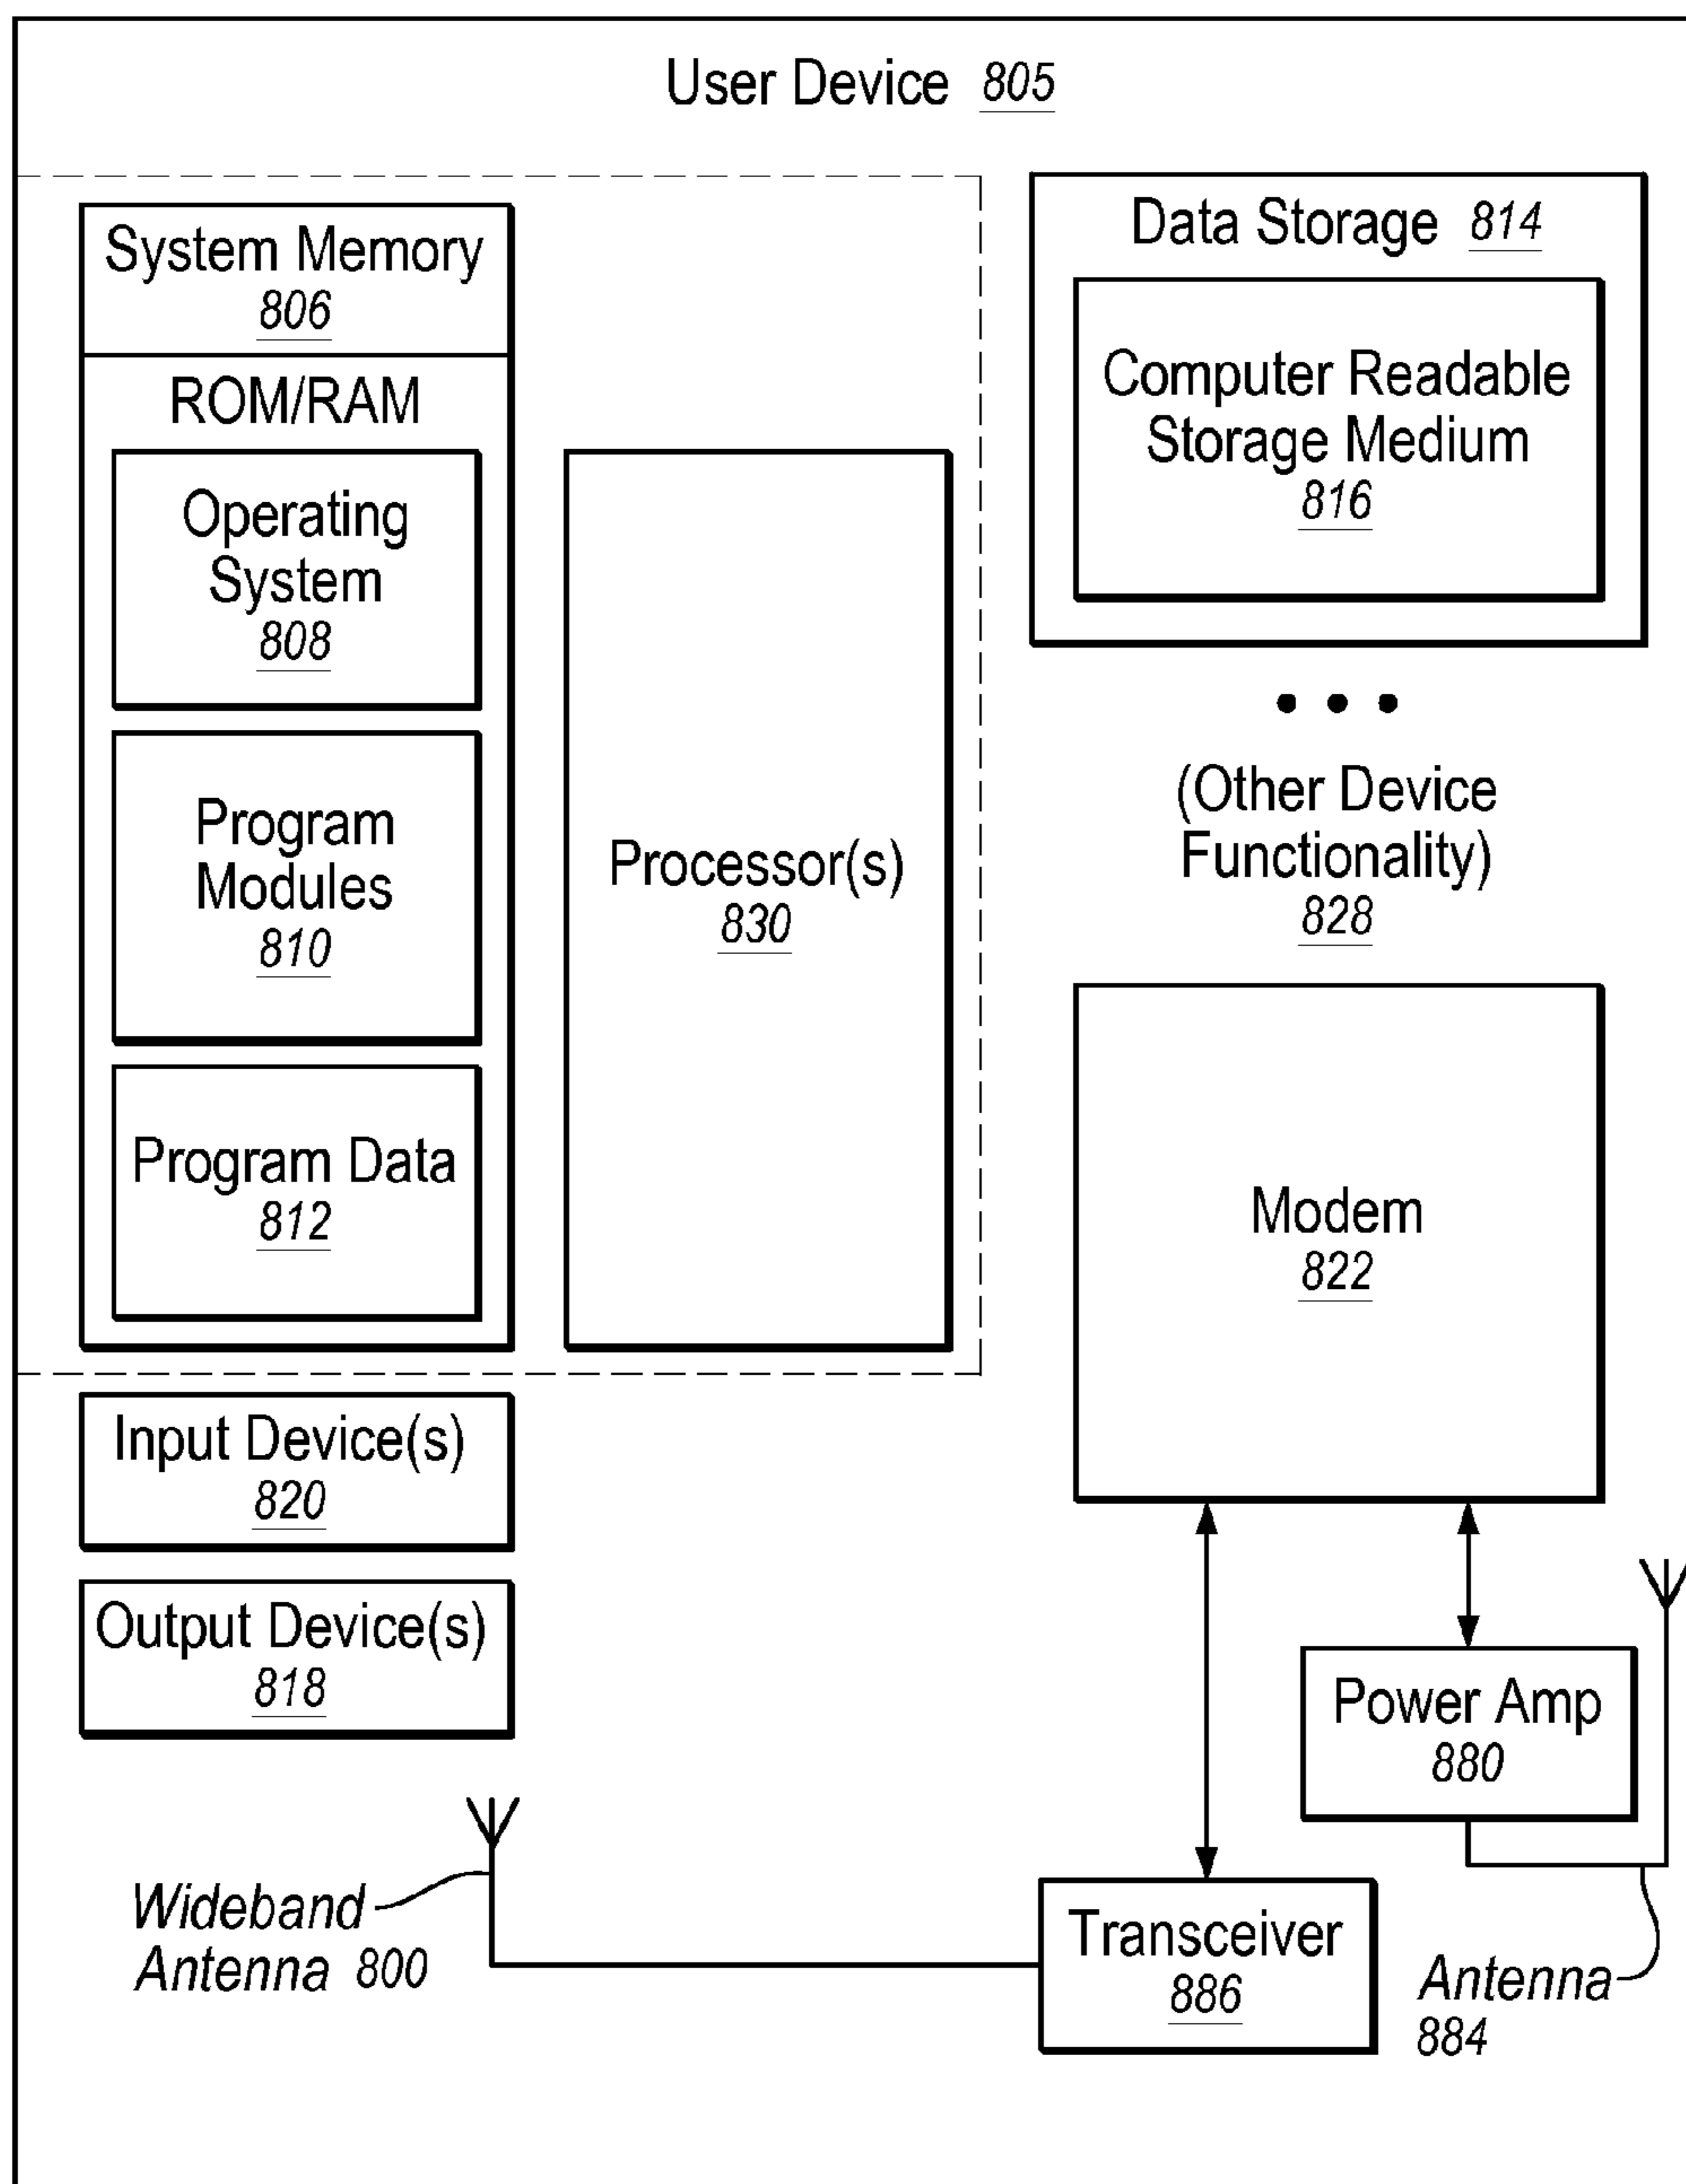 User Device 805
System Memory
806
ROM/RAM
Operating
System
808
Program
Modules
810
Program Data
812
Processor(s)
830
Input Device(s)
820
Output Device(s)
818
Data Storage 814
Computer Readable
Storage Medium
816
• • •
(Other Device
Functionality)
828
Modem
822
Power Amp
880
Wideband
Antenna 800
Transceiver
886
Antenna
884